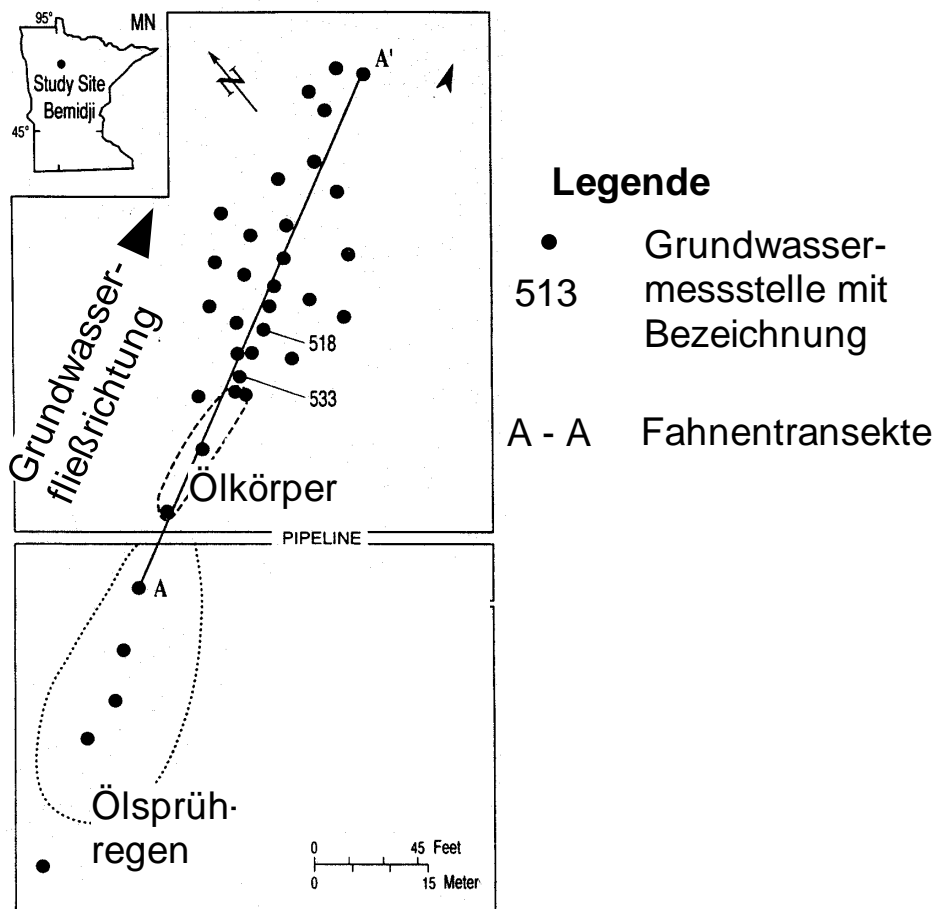 95°
MN
Study Site
Bemidji
45°
N
A'
Grundwasser-
fließrichtung
518
533
Ölkörper
PIPELINE
A
Ölsprüh-
regen
0 45 Feet
0 15 Meter
Legende
Grundwasser-
513 messstelle mit
Bezeichnung
A - A Fahnentransekte